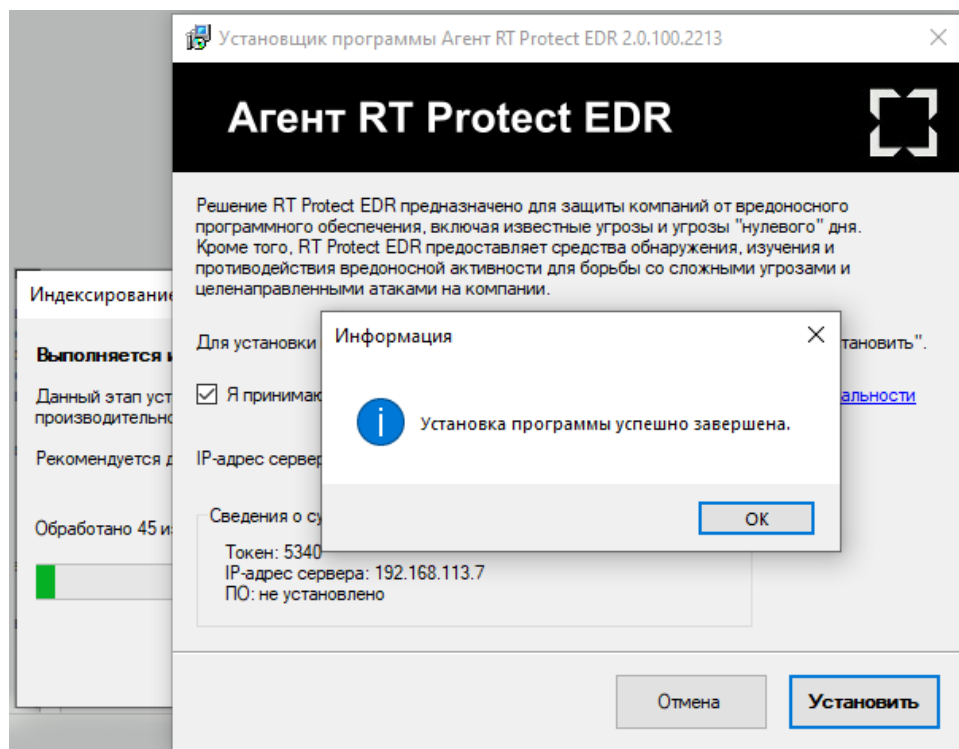 Установщик программы Агент RT Protect EDR 2.0.100.2213
Агент RT Protect EDR
Решение RT Protect EDR предназначено для защиты компаний от вредоносного
программного обеспечения, включая известные угрозы и угрозы "нулевого" дня.
Кроме того, RT Protect EDR предоставляет средства обнаружения, изучения и
противодействия вредоносной активности для борьбы со сложными угрозами и
целенаправленными атаками на компании.
Индексирование
Выполняется и
Данный этап уст
производительно
Рекомендуется д
Обработано 45 из
Для установки
тановить".
Я принимаю
альности
IP-адрес сервер
Информация
Установка программы успешно завершена.
OK
Сведения о су
Токен: 5340
IP-адрес сервера: 192.168.113.7
ПО: не установлено
Отмена
Установить